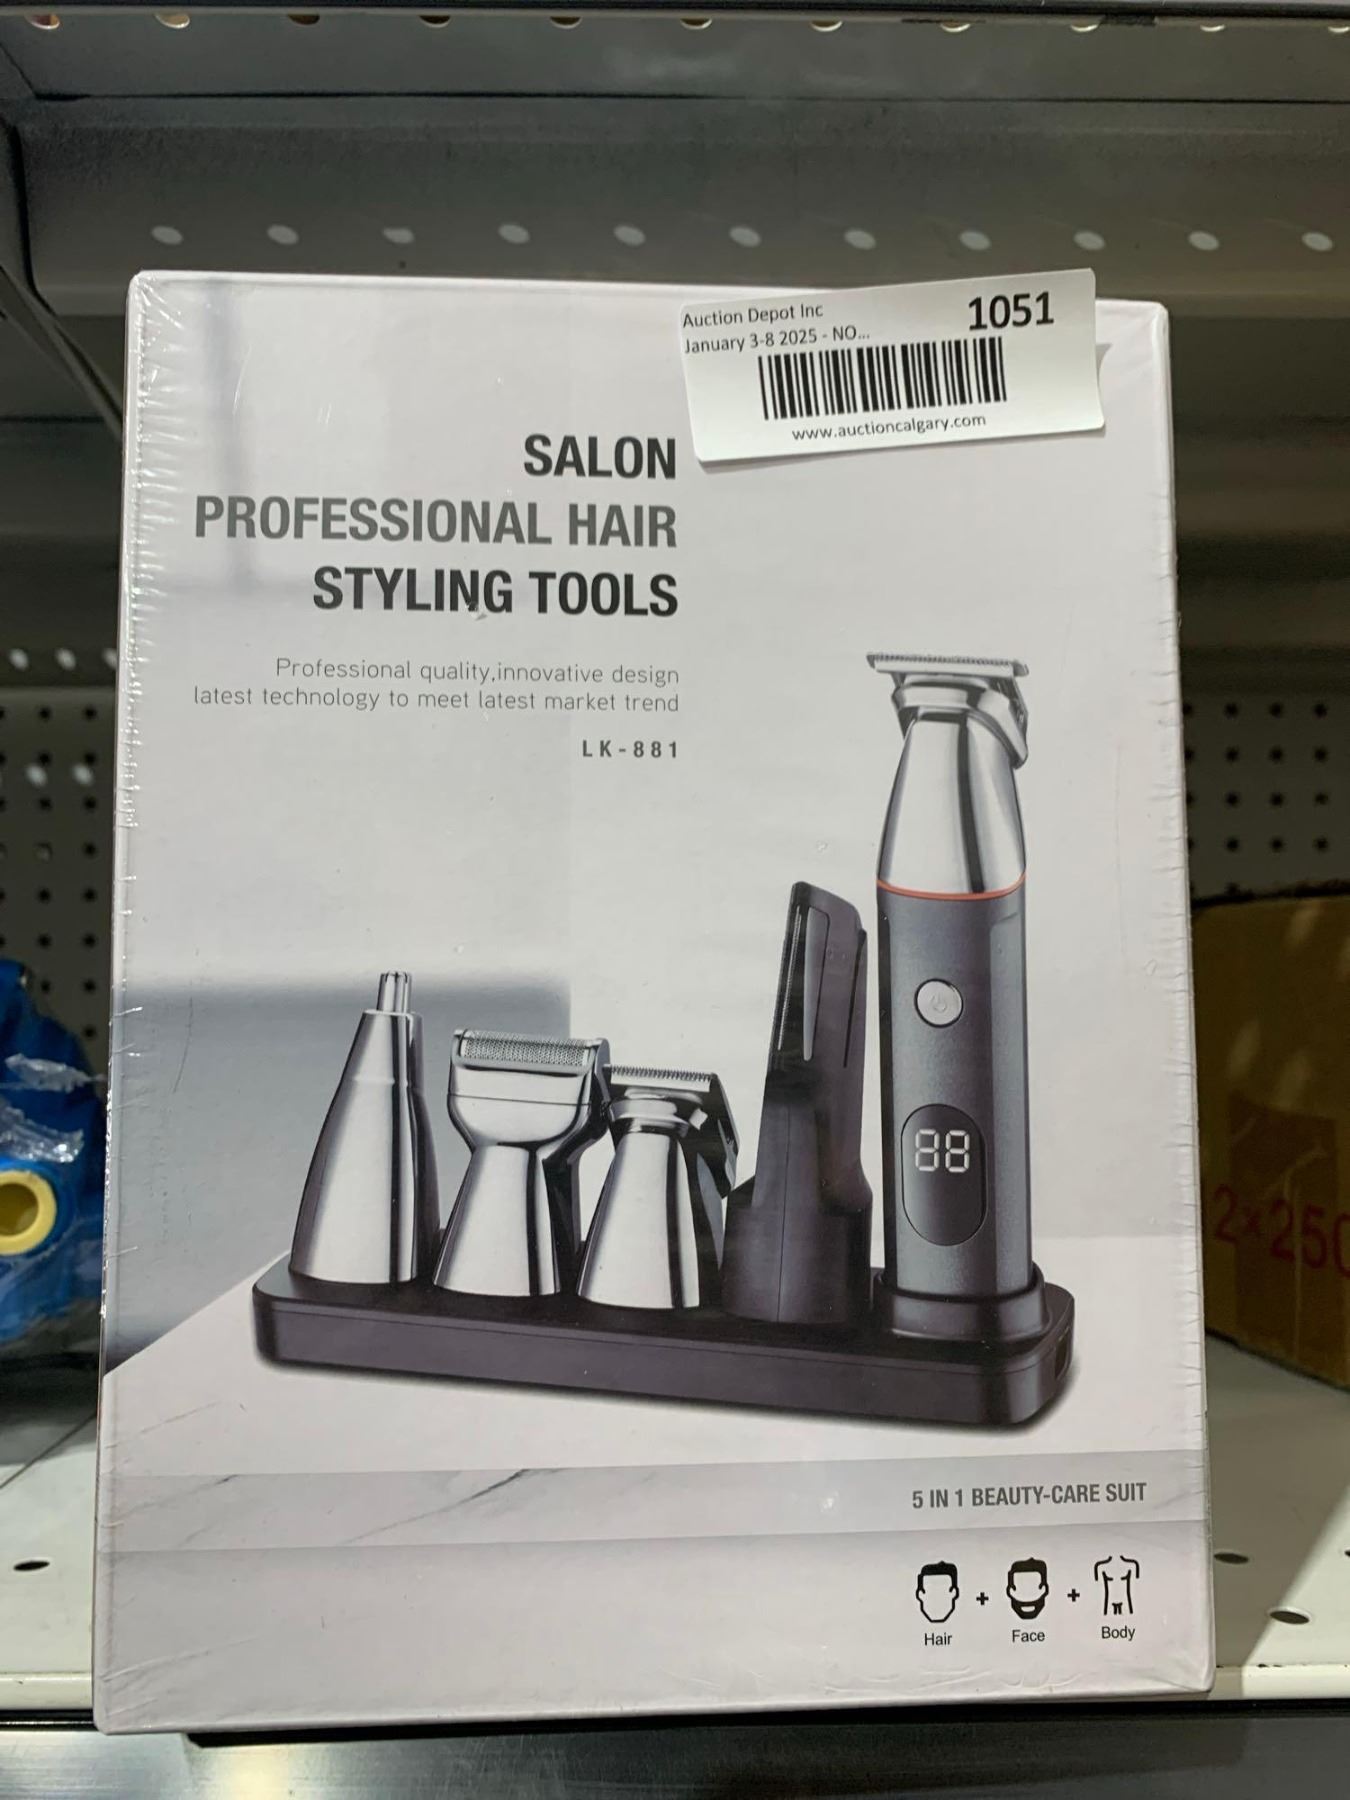 Auction Depot Inc
1051
January 3-8 2025 - NO...
www.auctioncalgary.com
SALON
PROFESSIONAL HAIR
STYLING TOOLS
Professional quality,innovative design
latest technology to meet latest market trend
LK-881
88
5 IN 1 BEAUTY-CARE SUIT
Hair + Face + Body
2×250